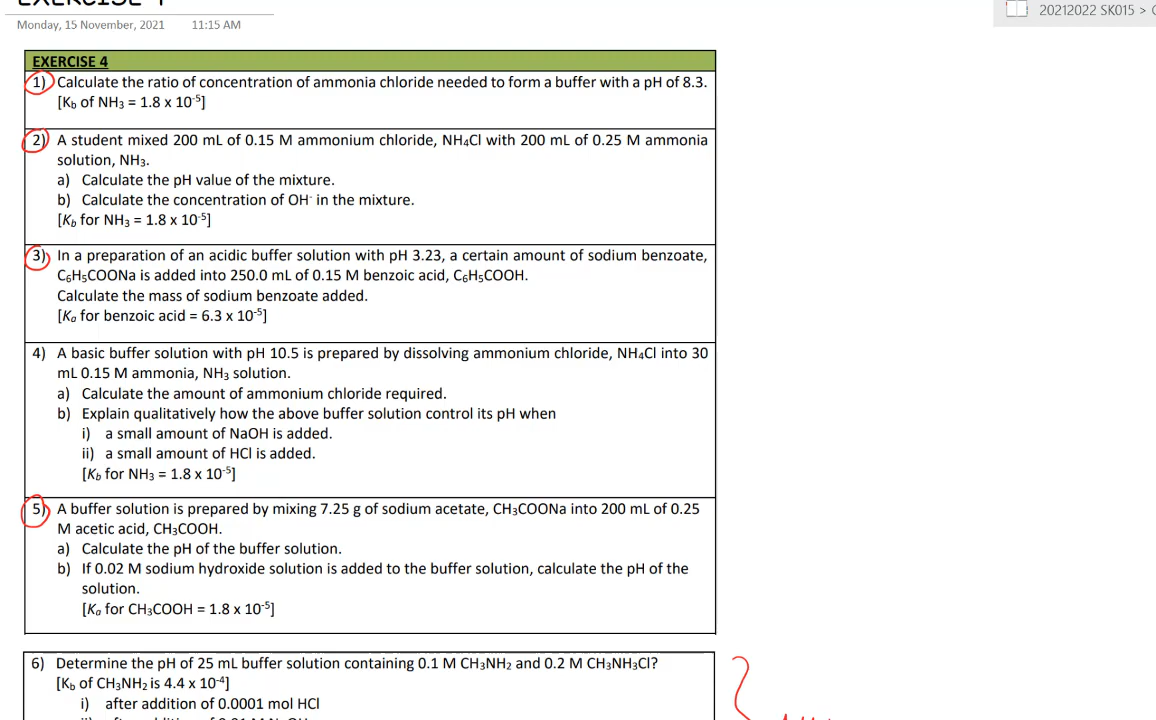 EXERCISE 4
Monday, 15 November, 2021 11:15 AM
20212022 SK015 >
EXERCISE 4
1) Calculate the ratio of concentration of ammonia chloride needed to form a buffer with a pH of 8.3.
[Kb of NH3 = 1.8 x 10-5]
2) A student mixed 200 mL of 0.15 M ammonium chloride, NH4Cl with 200 mL of 0.25 M ammonia
solution, NH3.
a) Calculate the pH value of the mixture.
b) Calculate the concentration of OH- in the mixture.
[Kb for NH3 = 1.8 x 10-5]
3) In a preparation of an acidic buffer solution with pH 3.23, a certain amount of sodium benzoate,
C6H5COONa is added into 250.0 mL of 0.15 M benzoic acid, C6H5COOH.
Calculate the mass of sodium benzoate added.
[Ka for benzoic acid = 6.3 x 10-5]
4) A basic buffer solution with pH 10.5 is prepared by dissolving ammonium chloride, NH4Cl into 30
mL 0.15 M ammonia, NH3 solution.
a) Calculate the amount of ammonium chloride required.
b) Explain qualitatively how the above buffer solution control its pH when
i) a small amount of NaOH is added.
ii) a small amount of HCl is added.
[Kb for NH3 = 1.8 x 10-5]
5) A buffer solution is prepared by mixing 7.25 g of sodium acetate, CH3COONa into 200 mL of 0.25
M acetic acid, CH3COOH.
a) Calculate the pH of the buffer solution.
b) If 0.02 M sodium hydroxide solution is added to the buffer solution, calculate the pH of the
solution.
[Ka for CH3COOH = 1.8 x 10-5]
6) Determine the pH of 25 mL buffer solution containing 0.1 M CH3NH2 and 0.2 M CH3NH3Cl?
[Kb of CH3NH2 is 4.4 x 10-4]
i) after addition of 0.0001 mol HCl